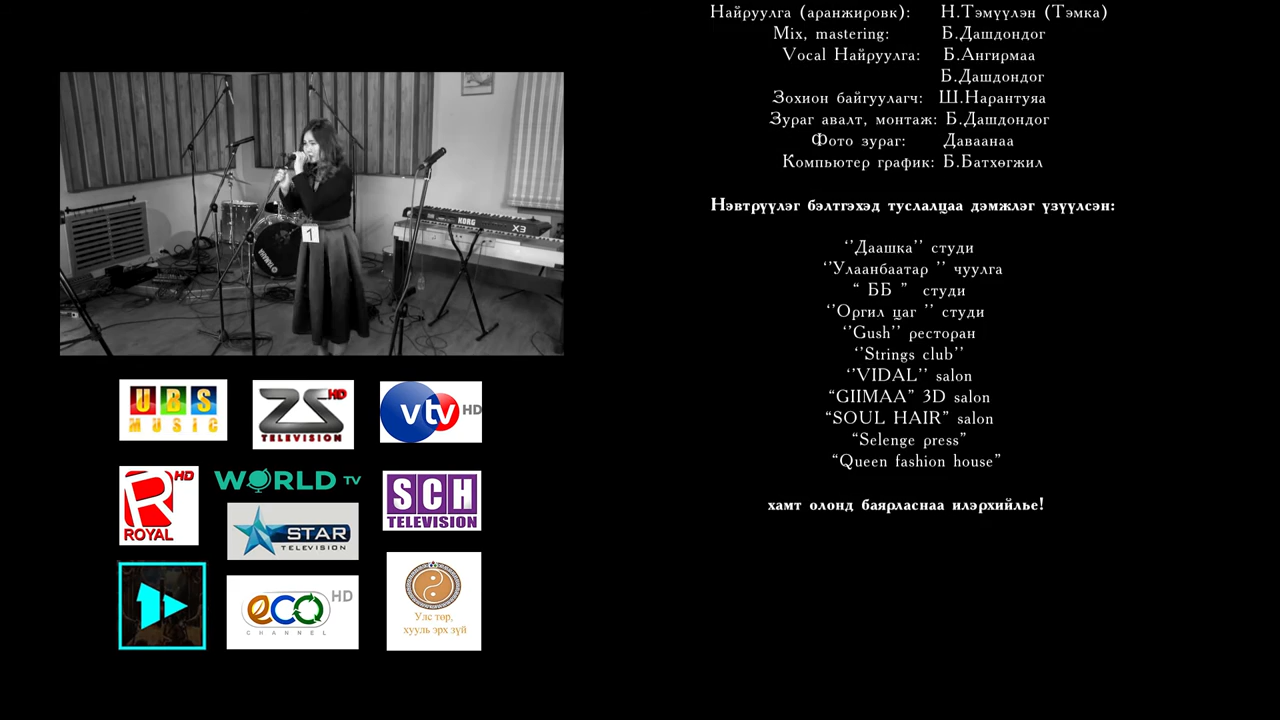 Найруулга (аранжировк): Н.Тэмүүлэн (Тэмка)
Mix, mastering: Б.Дашдондог
Vocal Найруулга: Б.Ангирмаа
Б.Дашдондог
Зохион байгуулагч: Ш.Нарантуяа
Зураг авалт, монтаж: Б.Дашдондог
Фото зураг: Даваанаа
Компьютер график: Б.Батхөгжил
Нэвтрүүлэг бэлтгэхэд туслалцаа дэмжлэг үзүүлсэн:
‘’Даашка’’ студи
‘’Улаанбаатар ’’ чуулга
“ ББ ” студи
‘’Оргил цаг ’’ студи
‘’Gush’’ ресторан
‘’Strings club’’
‘’VIDAL’’ salon
“GIIMAA” 3D salon
“SOUL HAIR” salon
“Selenge press”
“Queen fashion house”
хамт олонд баярласнаа илэрхийлье!
1
KORG X3
YAMAHA
UBS
MUSIC
ZS HD
TELEVISION
vtv HD
R HD
ROYAL
WORLD TV
STAR
TELEVISION
SCH
TELEVISION
1
eco HD
CHANNEL
Улс төр,
хууль эрх зүй